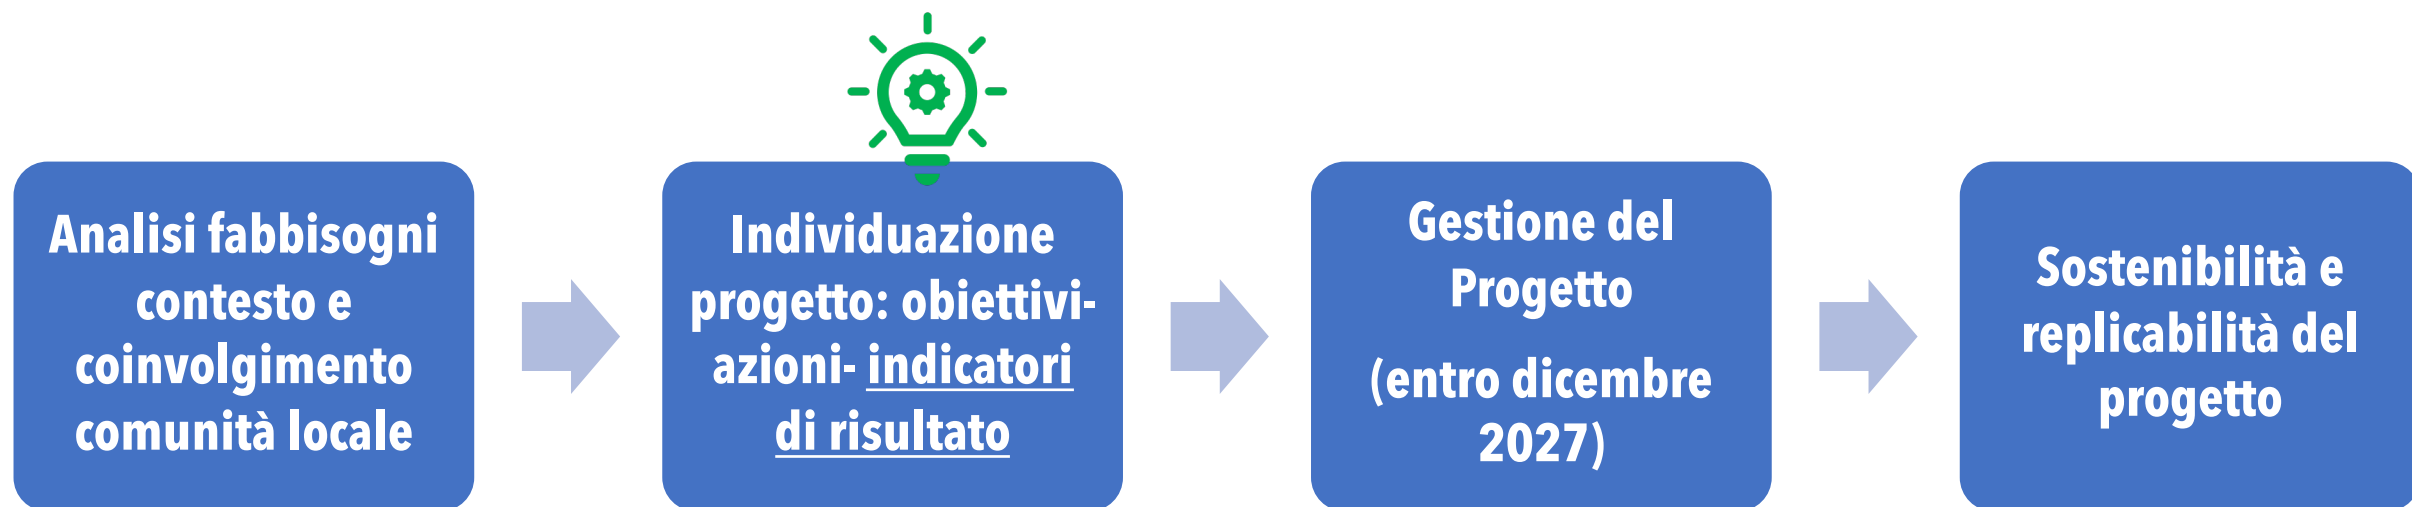 Analisi fabbisogni
contesto e
coinvolgimento
comunità locale
Individuazione
progetto: obiettivi-
azioni- indicatori
di risultato
Gestione del
Progetto
(entro dicembre
2027)
Sostenibilità e
replicabilità del
progetto